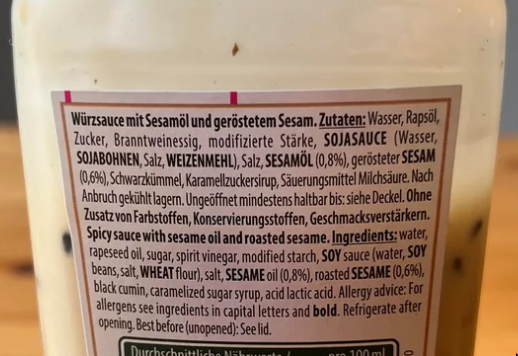 Würzsauce mit Sesamöl und geröstetem Sesam. Zutaten: Wasser, Rapsöl,
Zucker, Branntweinessig, modifizierte Stärke, SOJASAUCE (Wasser,
SOJABOHNEN, Salz, WEIZENMEHL), Salz, SESAMÖL (0,8%), gerösteter SESAM
(0,6%), Schwarzkümmel, Karamellzuckersirup, Säuerungsmittel Milchsäure. Nach
Anbruch gekühlt lagern. Ungeöffnet mindestens haltbar bis: siehe Deckel. Ohne
Zusatz von Farbstoffen, Konservierungsstoffen, Geschmacksverstärkern.
Spicy sauce with sesame oil and roasted sesame. Ingredients: water,
rapeseed oil, sugar, spirit vinegar, modified starch, SOY sauce (water, SOY
beans, salt, WHEAT flour), salt, SESAME oil (0,8%), roasted SESAME (0,6%),
black cumin, caramelized sugar syrup, acid lactic acid. Allergy advice: For
allergens see ingredients in capital letters and bold. Refrigerate after
opening. Best before (unopened): See lid.
Durchschnittliche Nährwerte / pro 100 ml